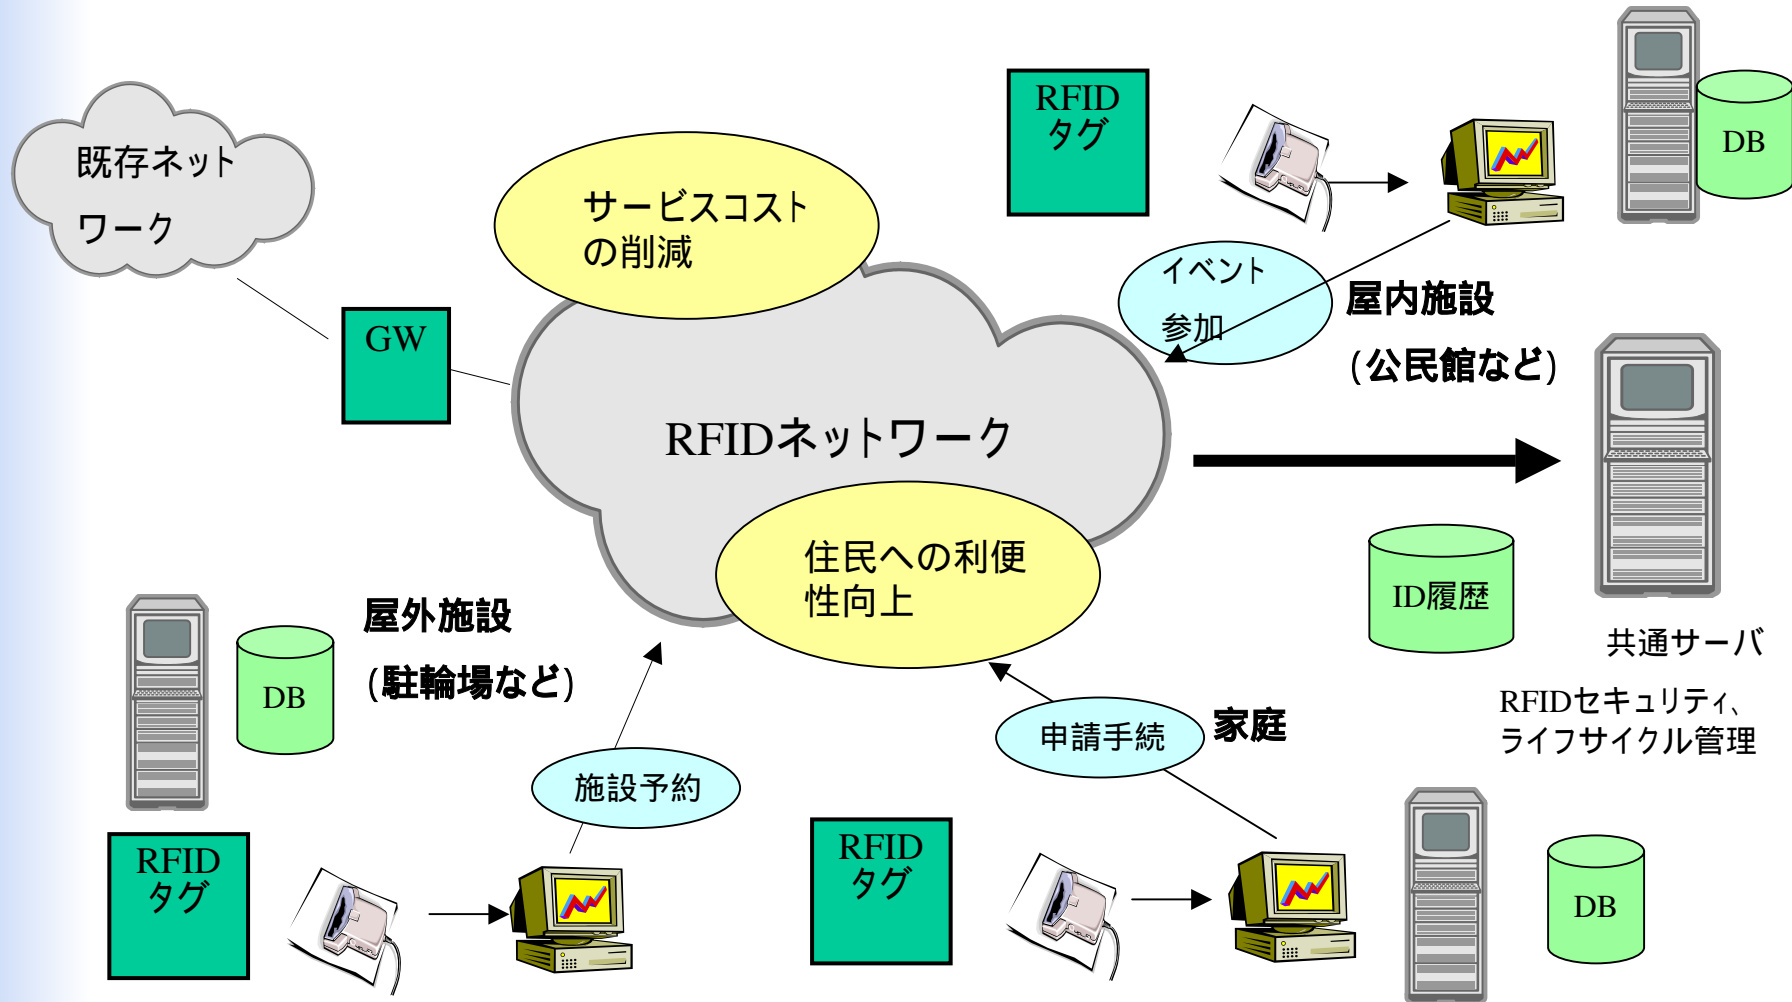 既存ネット
ワーク
GW
サービスコスト
の削減
RFIDネットワーク
住民への利便
性向上
RFID
タグ
DB
イベント
参加
屋内施設
(公民館など)
ID履歴
共通サーバ
RFIDセキュリティ、
ライフサイクル管理
屋外施設
(駐輪場など)
DB
施設予約
RFID
タグ
申請手続
家庭
RFID
タグ
DB